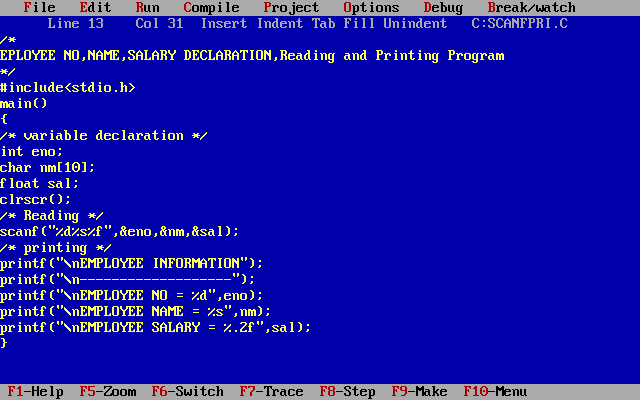 File Edit Run Compile Project Options Debug Break/watch
Line 13 Col 31 Insert Indent Tab Fill Unindent C:SCANFPRI.C
/*
EPLOYEE NO,NAME,SALARY DECLARATION,Reading and Printing Program
*/
#include<stdio.h>
main()
{
/* variable declaration */
int eno;
char nm[10];
float sal;
clrscr();
/* Reading */
scanf("%d%s%f",&eno,&nm,&sal);
/* printing */
printf("\nEMPLOYEE INFORMATION");
printf("\n--------------------");
printf("\nEMPLOYEE NO = %d",eno);
printf("\nEMPLOYEE NAME = %s",nm);
printf("\nEMPLOYEE SALARY = %.2f",sal);
}
F1-Help F5-Zoom F6-Switch F7-Trace F8-Step F9-Make F10-Menu